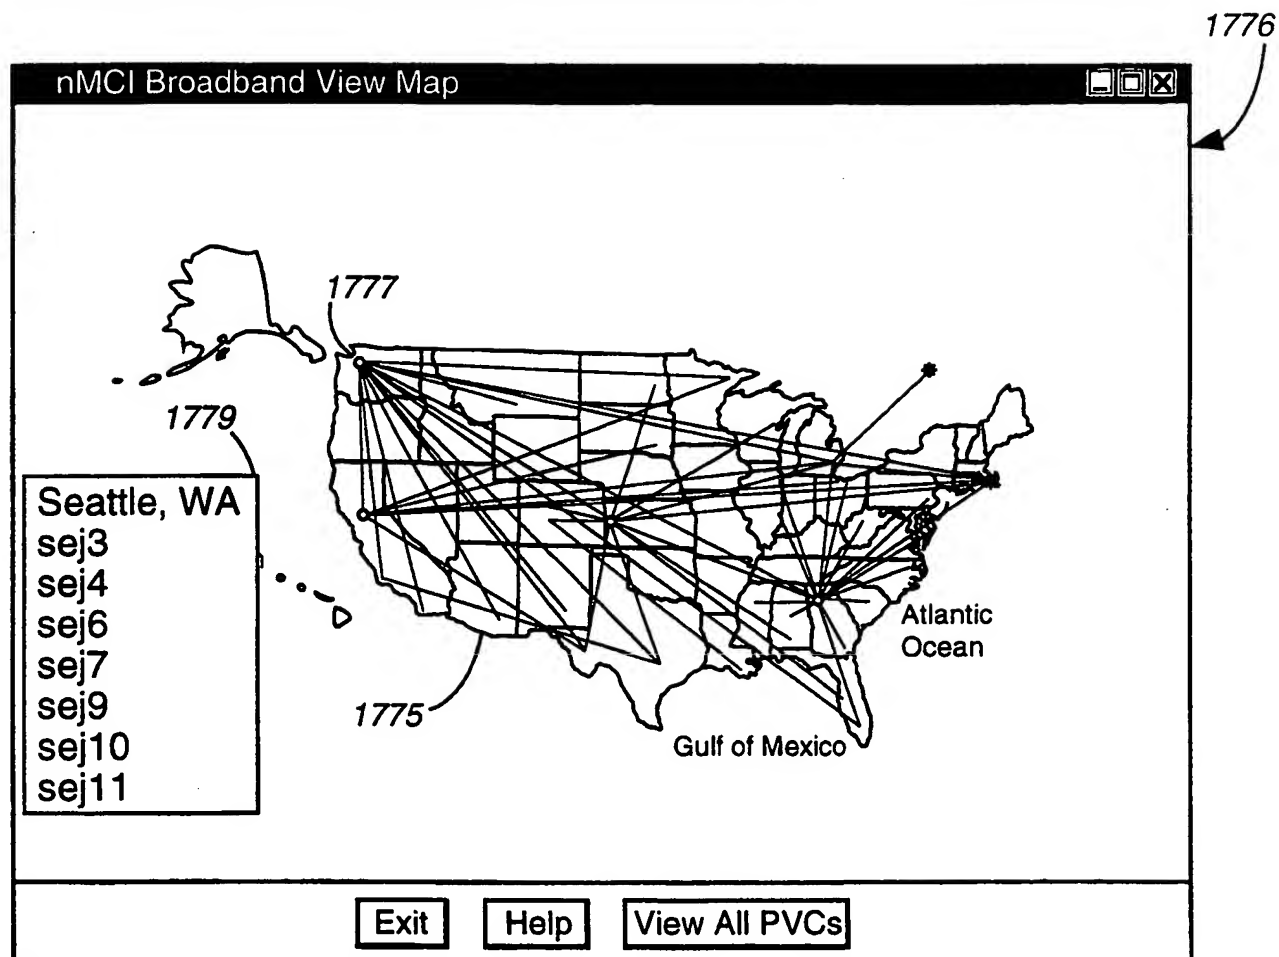 1776
nMCI Broadband View Map
1777
1779
Seattle, WA
sej3
sej4
sej6
sej7
sej9
sej10
sej11
Atlantic
Ocean
1775
Gulf of Mexico
Exit
Help
View All PVCs